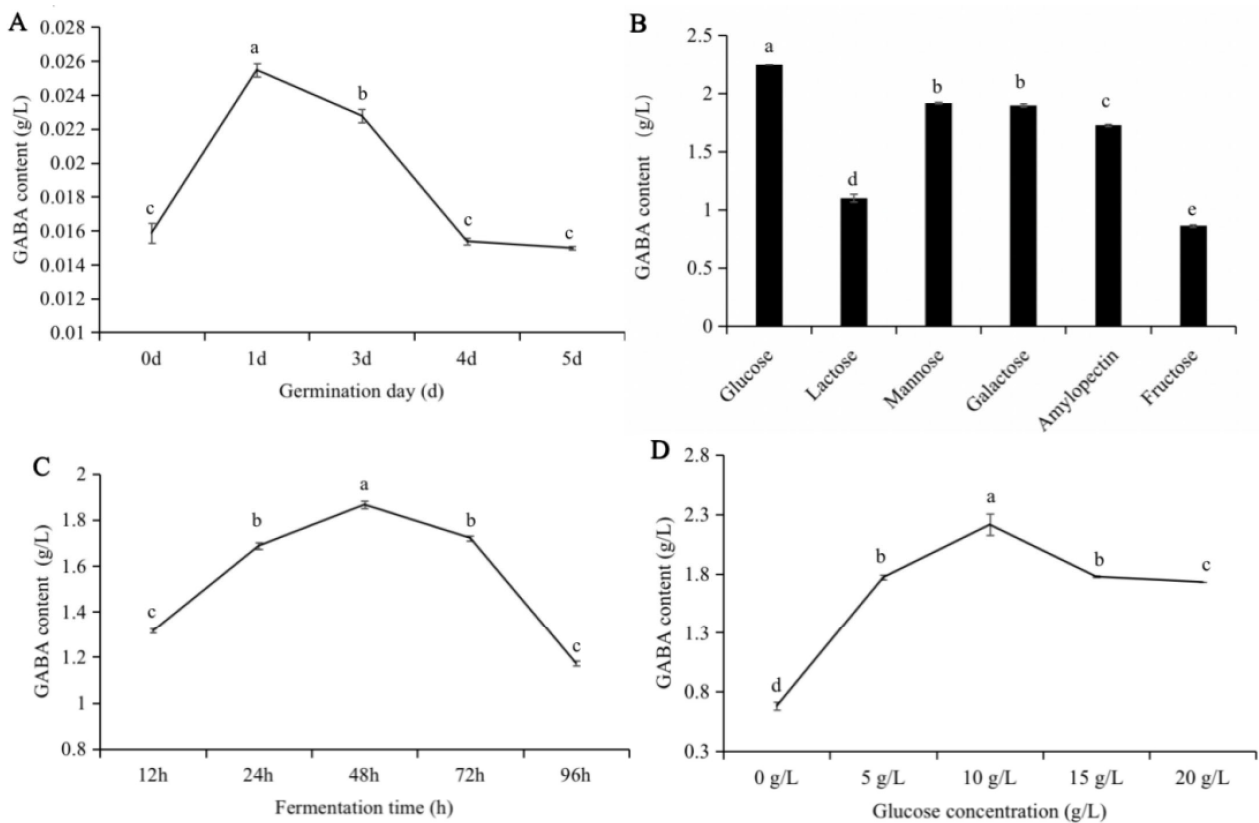 A
GABA content (g/L)
0.028
0.026
0.024
0.022
0.02
0.018
0.016
0.014
0.012
0.01
c
a
b
c
c
0d 1d 3d 4d 5d
Germination day (d)
B
GABA content (g/L)
2.5
2
1.5
1
0.5
0
a
d
b
b
c
e
Glucose
Lactose
Mannose
Galactose
Amylopectin
Fructose
C
GABA content (g/L)
2
1.8
1.6
1.4
1.2
1
0.8
c
b
a
b
c
12h 24h 48h 72h 96h
Fermentation time (h)
D
GABA content (g/L)
2.8
2.3
1.8
1.3
0.8
0.3
d
b
a
b
c
0 g/L 5 g/L 10 g/L 15 g/L 20 g/L
Glucose concentration (g/L)